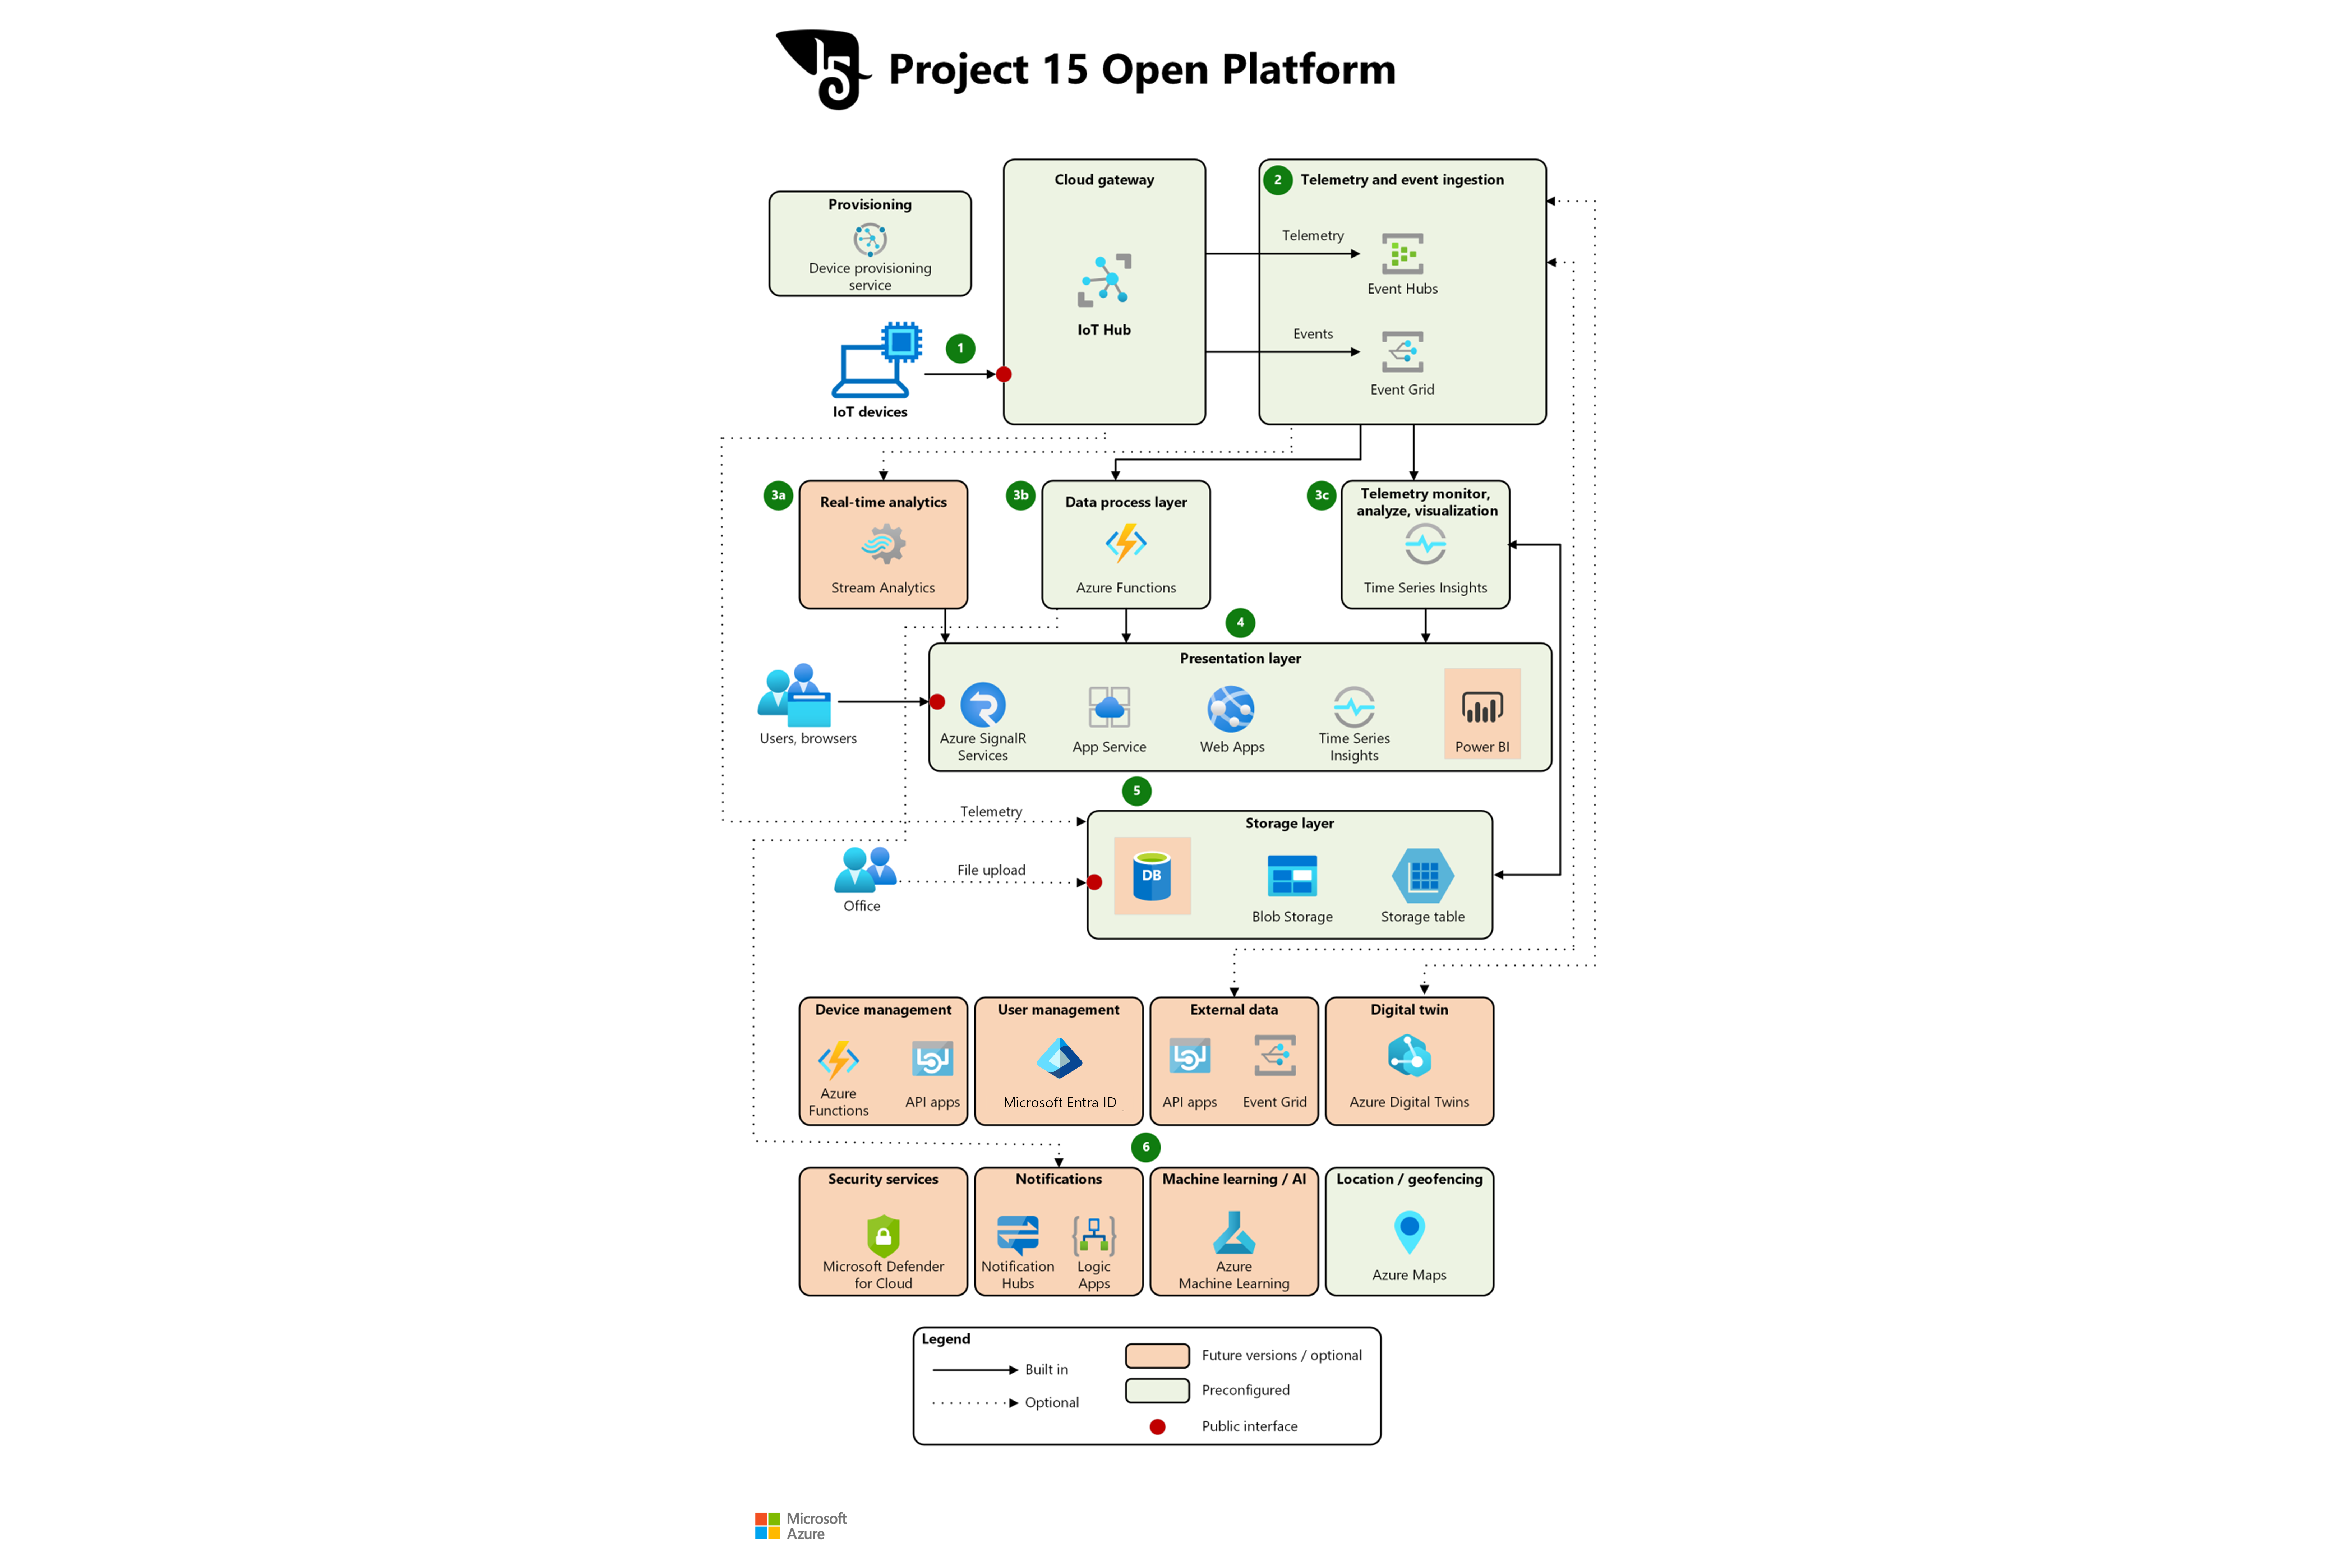 Project 15 Open Platform
Cloud gateway
2
Telemetry and event ingestion
Provisioning
Device provisioning
service
Telemetry
Event Hubs
IoT Hub
Events
Event Grid
1
IoT devices
3a
Real-time analytics
Stream Analytics
3b
Data process layer
Azure Functions
3c
Telemetry monitor,
analyze, visualization
Time Series Insights
4
Presentation layer
Users, browsers
Azure SignalR
Services
App Service
Web Apps
Time Series
Insights
Power BI
5
Telemetry
Storage layer
File upload
Office
DB
Blob Storage
Storage table
Device management
Azure
Functions
API apps
User management
Microsoft Entra ID
External data
API apps
Event Grid
Digital twin
Azure Digital Twins
6
Security services
Microsoft Defender
for Cloud
Notifications
Notification
Hubs
Logic
Apps
Machine learning / AI
Azure
Machine Learning
Location / geofencing
Azure Maps
Legend
Built in
Optional
Future versions / optional
Preconfigured
Public interface
Microsoft
Azure